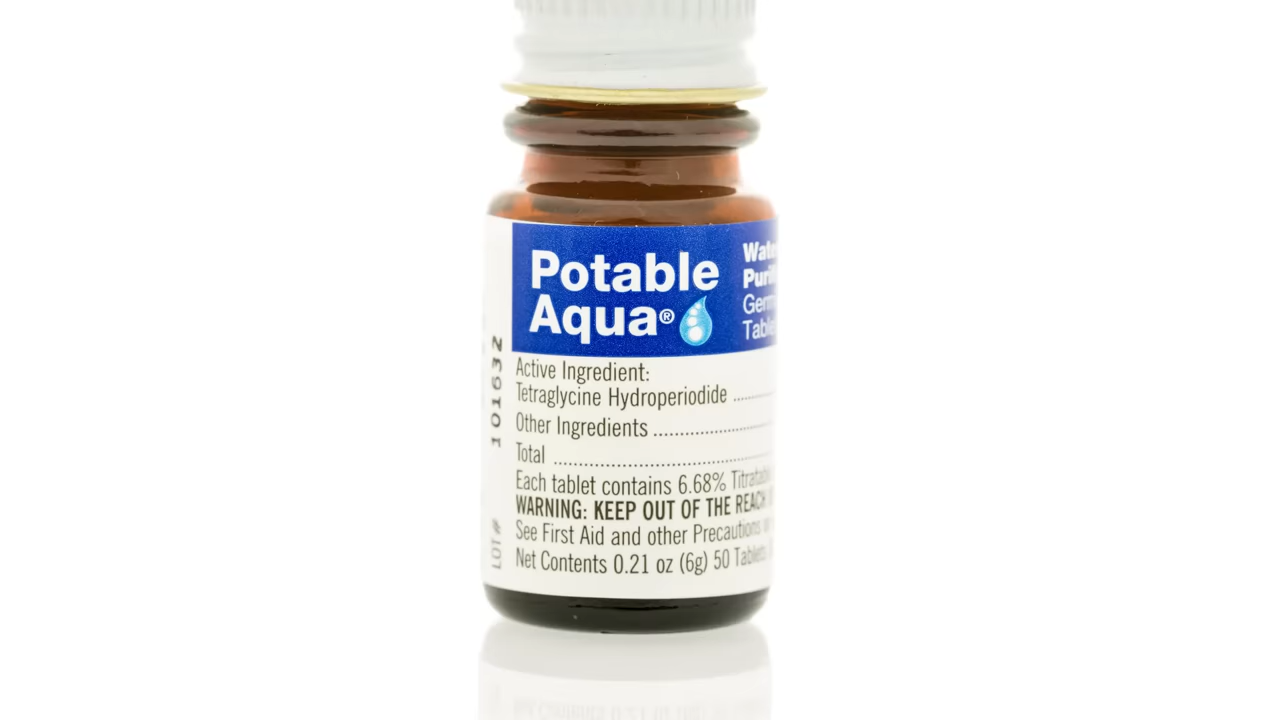 Potable
Aqua®
Active Ingredient:
Tetraglycine Hydroperiodide
Other Ingredients
Total
Each tablet contains 6.68%
WARNING: KEEP OUT OF THE REACH
See First Aid and other Precautions
Net Contents 0.21 oz (6g) 50 Tablets
LOT # 101632